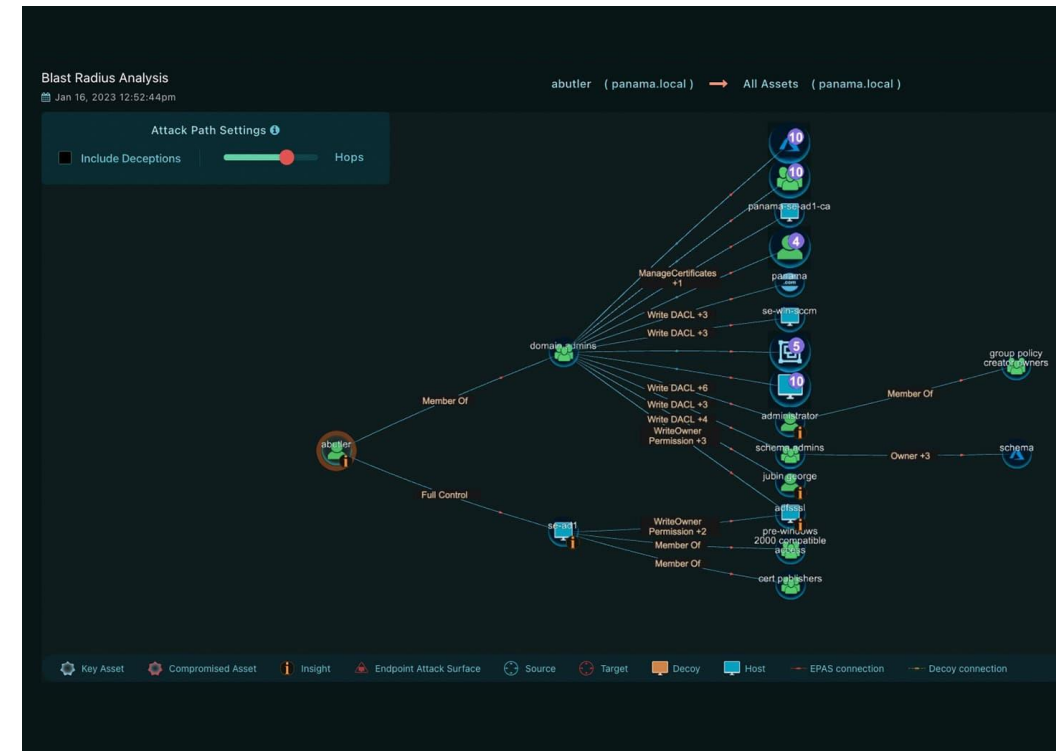 Blast Radius Analysis
Jan 16, 2023 12:52:44pm
abutler ( panama.local ) → All Assets ( panama.local )
Attack Path Settings
Include Deceptions
Hops
10
10
panama-se-ad1-ca
4
ManageCertificates
+1
panama
.com
Write DACL +3
se-win-sccm
Write DACL +3
domain admins
5
group policy
creator owners
10
Write DACL +6
Member Of
Member Of
Write DACL +3
administrator
Write DACL +4
WriteOwner
Permission +3
abutler
schema admins
Owner +3
schema
jubin george
Full Control
adfsssl
se-ad1
WriteOwner
Permission +2
pre-windows
2000 compatible
access
Member Of
Member Of
cert publishers
Key Asset
Compromised Asset
Insight
Endpoint Attack Surface
Source
Target
Decoy
Host
EPAS connection
Decoy connection